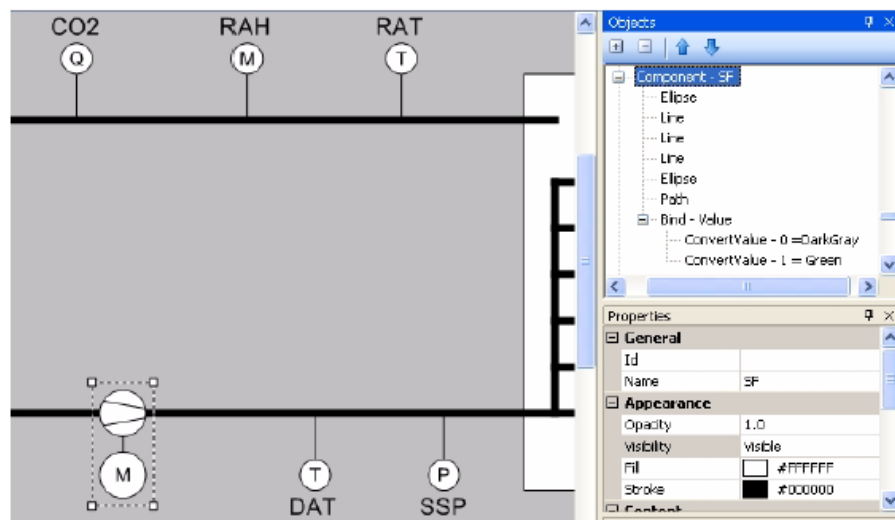 CO2 RAH RAT
Q M T
M T P
DAT SSP
Objects
Component - SF
Ellipse
Line
Line
Line
Ellipse
Path
Bind - Value
ConvertValue - 0 =DarkGray
ConvertValue - 1 = Green
Properties
General
Id
Name SF
Appearance
Opacity 1.0
Visibility Visible
Fill #FFFFFF
Stroke #000000
Content